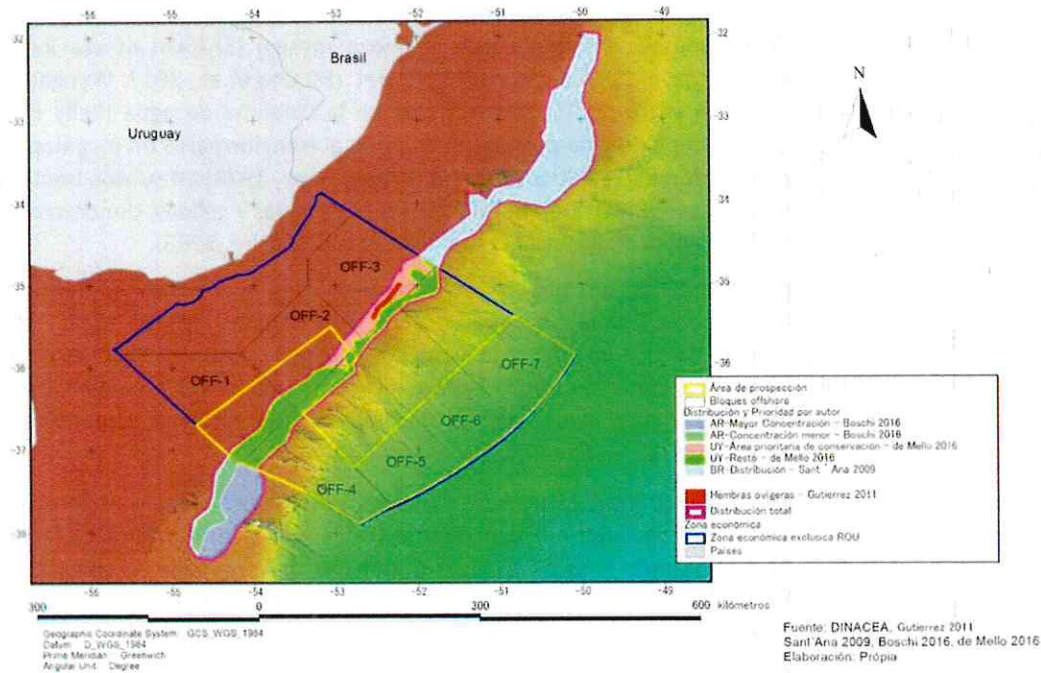 -56 -55 -54 -53 -52 -51 -50 -49
-32 -32
Brasil
N
-33 -33
Uruguay
-34 -34
OFF-3
-35 -35
OFF-2
-36 -36
OFF-1
OFF-7
OFF-6
-37 -37
OFF-5
OFF-4
-38 -38
Área de prospección
Bloques offshore
Distribución y Prioridad por autor
AR-Mayor Concentración - Boschi 2016
AR-Concentración menor - Boschi 2016
UY-Área prioritaria de conservación - de Mello 2016
UY-Resto - de Mello 2016
BR-Distribución - Sant´Ana 2009
Hembras ovígeras - Gutierrez 2011
Distribución total
Zona económica
Zona económica exclusica ROU
Países
-56 -55 -54 -53 -52 -51 -50 -49
300 0 300 600 kilómetros
Geographic Coordinate System: GCS_WGS_1984
Datum: D_WGS_1984
Prime Meridian: Greenwich
Angular Unit: Degree
Fuente: DINACEA, Gutierrez 2011
Sant'Ana 2009, Boschi 2016, de Mello 2016
Elaboración: Própia